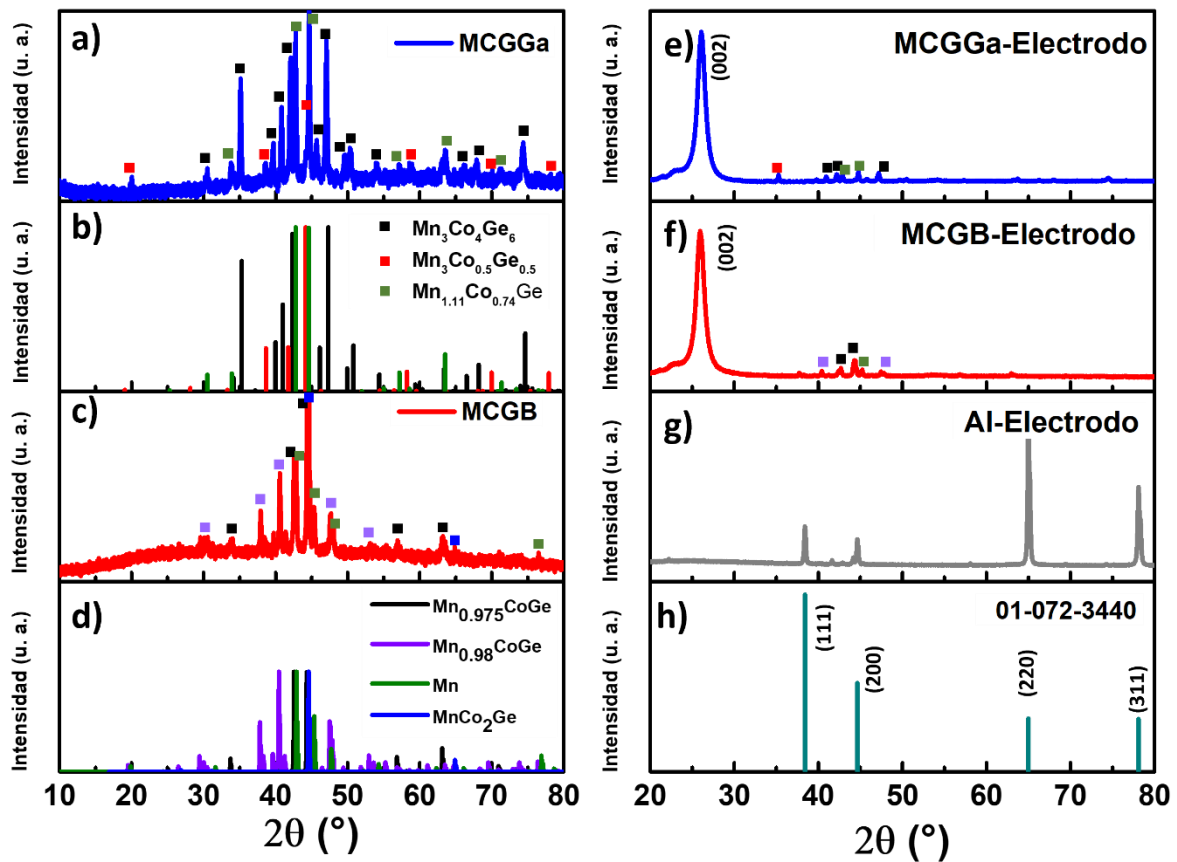 a)
MCGGa
Intensidad (u. a.)
b)
Mn3Co4Ge6
Mn3Co0.5Ge0.5
Mn1.11Co0.74Ge
Intensidad (u. a.)
c)
MCGB
Intensidad (u. a.)
d)
Mn0.975CoGe
Mn0.98CoGe
Mn
MnCo2Ge
Intensidad (u. a.)
10 20 30 40 50 60 70 80
2θ (°)
e)
MCGGa-Electrodo
(002)
Intensidad (u. a.)
f)
MCGB-Electrodo
(002)
Intensidad (u. a.)
g)
Al-Electrodo
Intensidad (u. a.)
h)
01-072-3440
(111)
(200)
(220)
(311)
Intensidad (u. a.)
20 30 40 50 60 70 80
2θ (°)